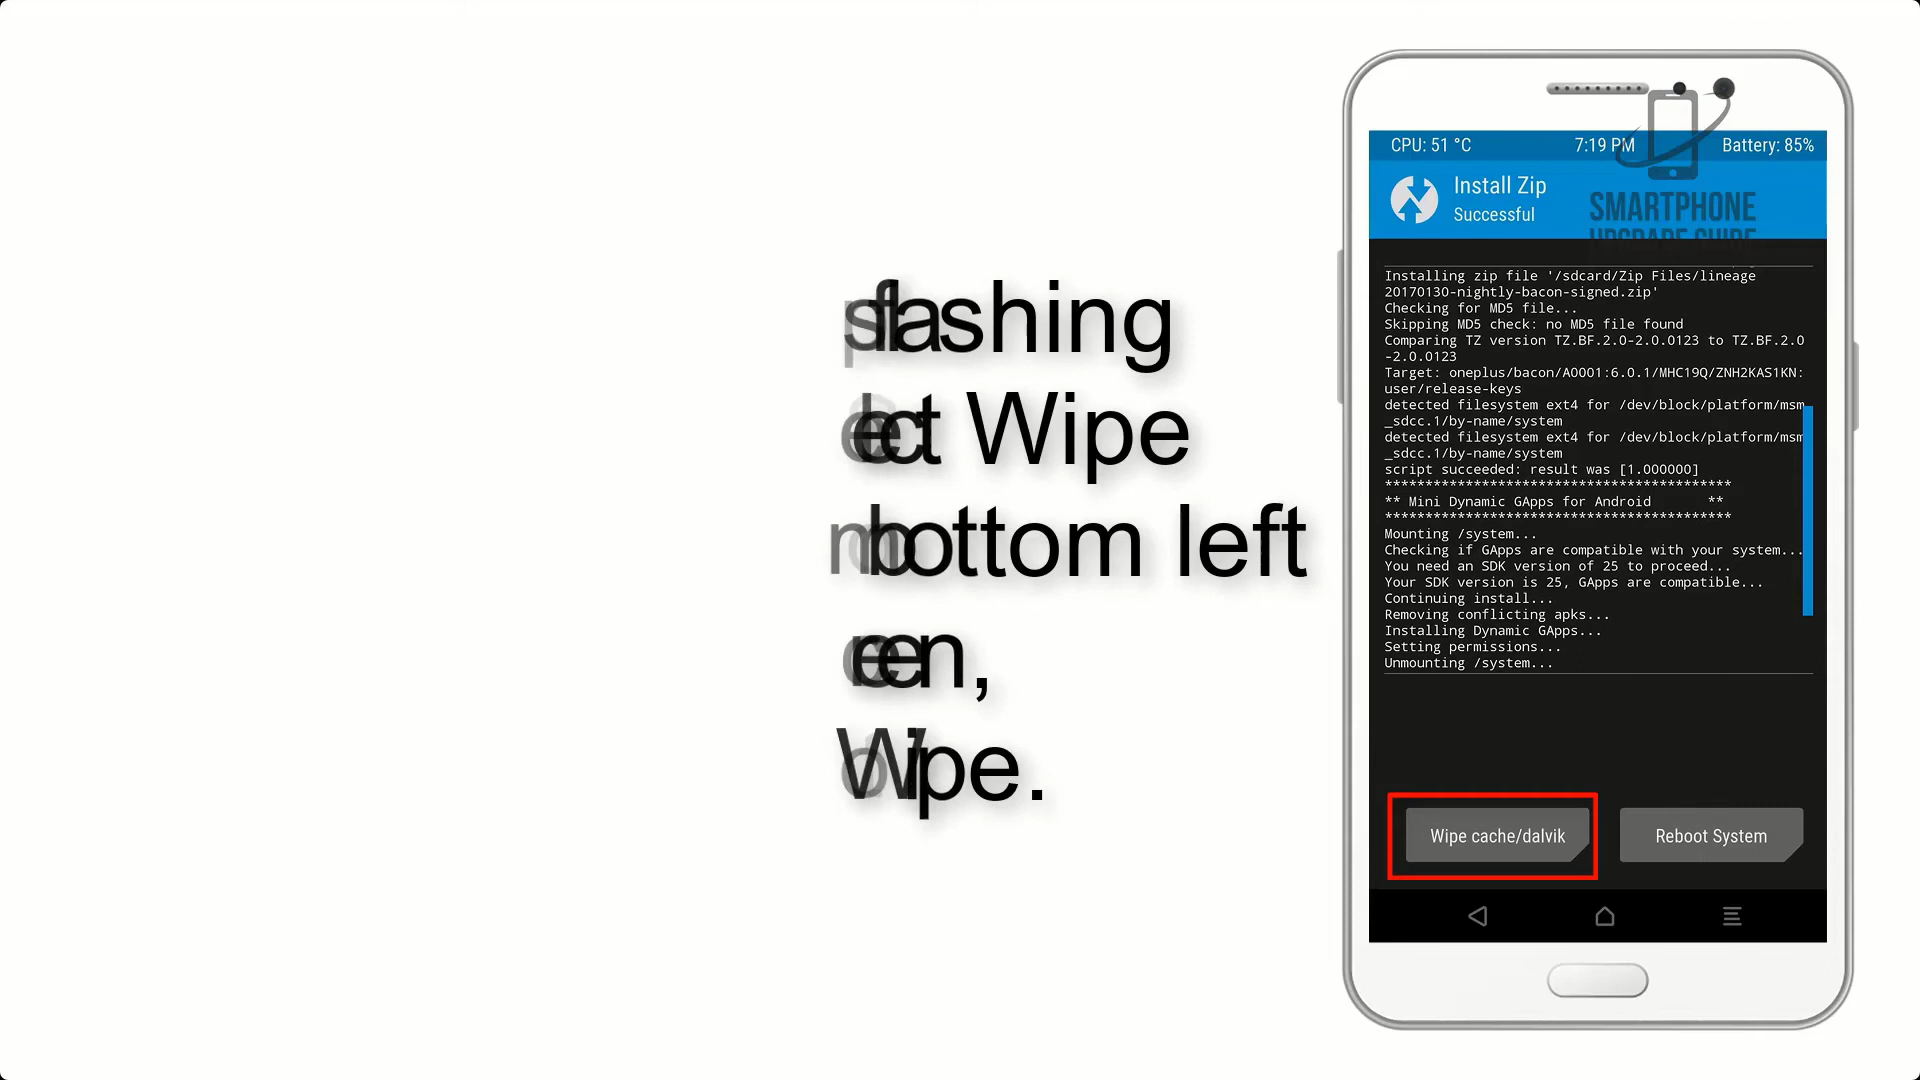 flashing
Wipe
bottom left
Wipe.
CPU: 51 °C 7:19 PM Battery: 85%
Install Zip
Successful
SMARTPHONE
UPGRADE GUIDE
Installing zip file '/sdcard/Zip Files/lineage
20170130-nightly-bacon-signed.zip'
Checking for MD5 file...
Skipping MD5 check: no MD5 file found
Comparing TZ version TZ.BF.2.0-2.0.0123 to TZ.BF.2.0
-2.0.0123
Target: oneplus/bacon/A0001:6.0.1/MHC19Q/ZNH2KAS1KN:
user/release-keys
detected filesystem ext4 for /dev/block/platform/msm
_sdcc.1/by-name/system
detected filesystem ext4 for /dev/block/platform/msm
_sdcc.1/by-name/system
script succeeded: result was [1.000000]
*******************************************
** Mini Dynamic GApps for Android       **
*******************************************
Mounting /system...
Checking if GApps are compatible with your system...
You need an SDK version of 25 to proceed...
Your SDK version is 25, GApps are compatible...
Continuing install...
Removing conflicting apks...
Installing Dynamic GApps...
Setting permissions...
Unmounting /system...
Wipe cache/dalvik
Reboot System